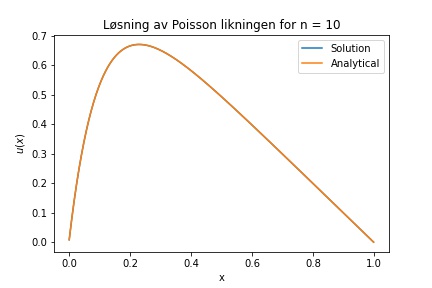 Løsning av Poisson likningen for n = 10
Solution
Analytical
u(x)
0.7
0.6
0.5
0.4
0.3
0.2
0.1
0.0
0.0 0.2 0.4 0.6 0.8 1.0
x